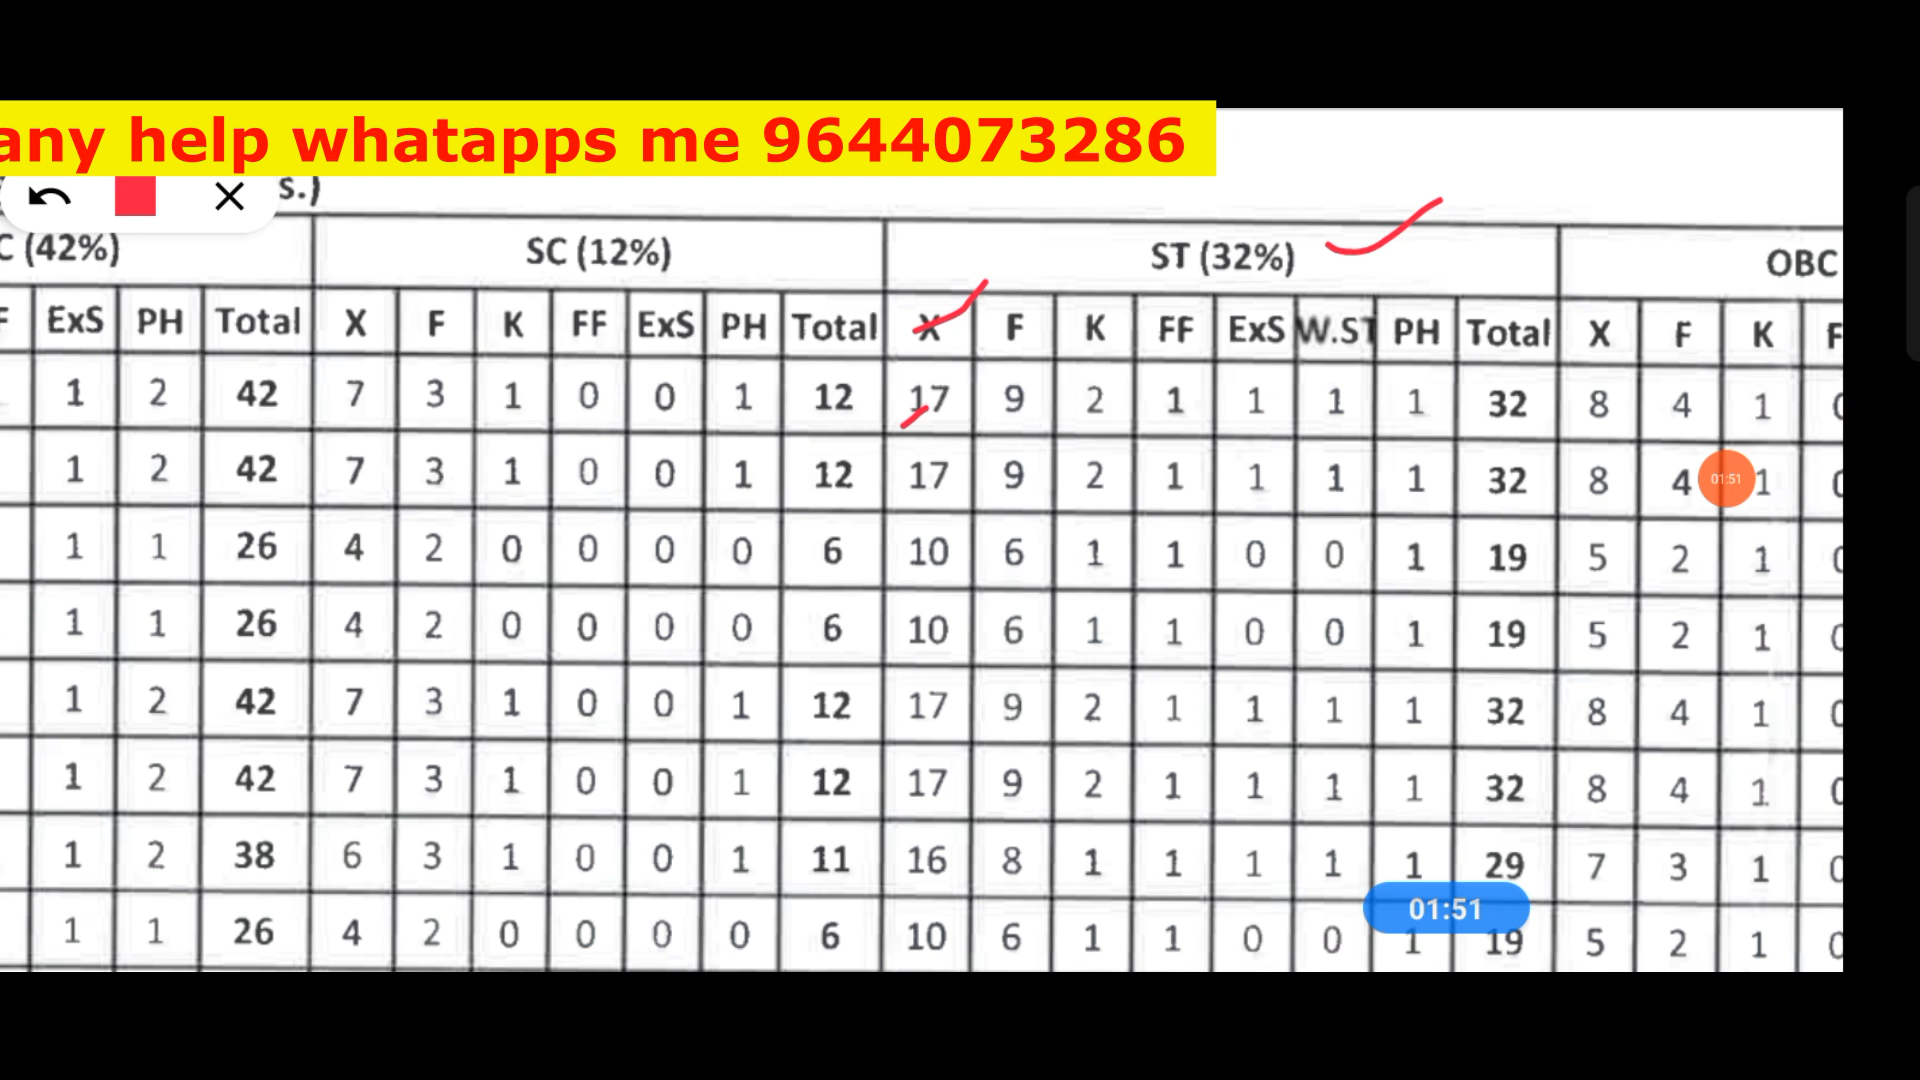 any help whatapps me 9644073286
s.)
C (42%) SC (12%) ST (32%) OBC
F ExS PH Total X F K FF ExS PH Total X F K FF ExS W.ST PH Total X F K F
1 2 42 7 3 1 0 0 1 12 17 9 2 1 1 1 1 32 8 4 1 0
1 2 42 7 3 1 0 0 1 12 17 9 2 1 1 1 1 32 8 4 01:51 1 0
1 1 26 4 2 0 0 0 0 6 10 6 1 1 0 0 1 19 5 2 1 0
1 1 26 4 2 0 0 0 0 6 10 6 1 1 0 0 1 19 5 2 1 0
1 2 42 7 3 1 0 0 1 12 17 9 2 1 1 1 1 32 8 4 1 0
1 2 42 7 3 1 0 0 1 12 17 9 2 1 1 1 1 32 8 4 1 0
1 2 38 6 3 1 0 0 1 11 16 8 1 1 1 1 1 29 7 3 1 0
01:51
1 1 26 4 2 0 0 0 0 6 10 6 1 1 0 0 1 19 5 2 1 0